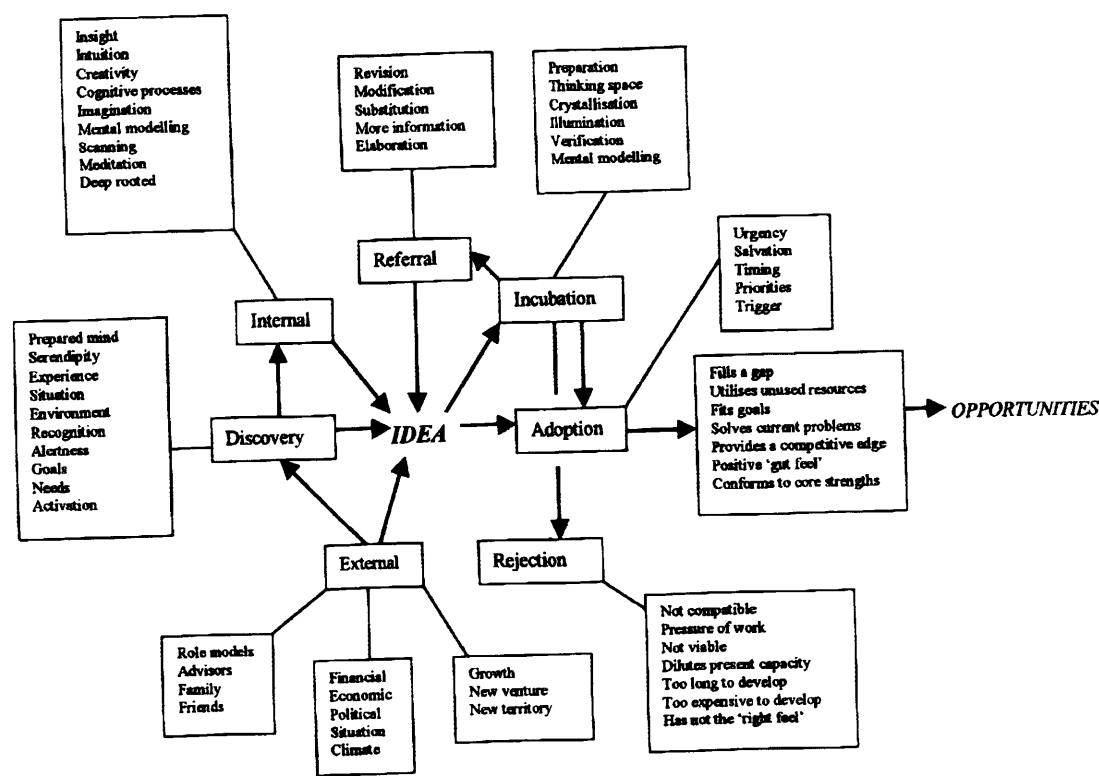 Insight
Intuition
Creativity
Cognitive processes
Imagination
Mental modelling
Scanning
Meditation
Deep rooted
Revision
Modification
Substitution
More information
Elaboration
Preparation
Thinking space
Crystallisation
Illumination
Verification
Mental modelling
Urgency
Salvation
Timing
Priorities
Trigger
Referral
Incubation
Internal
Prepared mind
Serendipity
Experience
Situation
Environment
Recognition
Alertness
Goals
Needs
Activation
Discovery
IDEA
Adoption
Fills a gap
Utilises unused resources
Fits goals
Solves current problems
Provides a competitive edge
Positive ‘gut feel’
Conforms to core strengths
OPPORTUNITIES
External
Rejection
Role models
Advisors
Family
Friends
Financial
Economic
Political
Situation
Climate
Growth
New venture
New territory
Not compatible
Pressure of work
Not viable
Dilutes present capacity
Too long to develop
Too expensive to develop
Has not the ‘right feel’